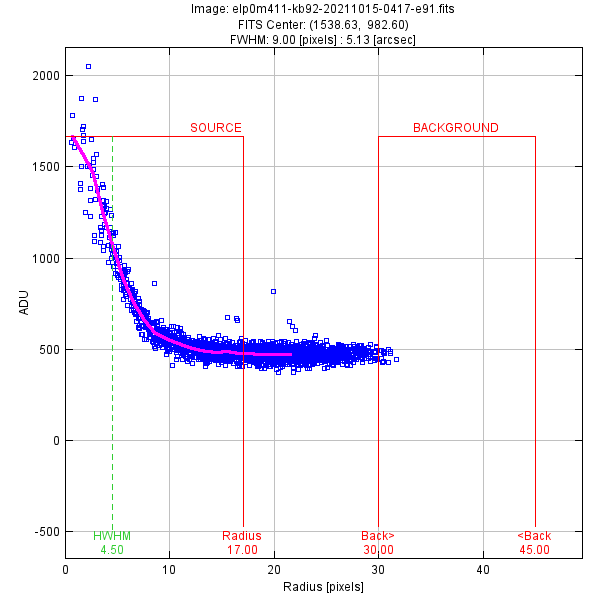 Image: elp0m411-kb92-20211015-0417-e91.fits
FITS Center: (1538.63, 982.60)
FWHM: 9.00 [pixels] : 5.13 [arcsec]
2000
1500
1000
500
0
-500
ADU
SOURCE
BACKGROUND
HWHM
4.50
Radius
17.00
Back>
30.00
<Back
45.00
0
10
20
30
40
Radius [pixels]